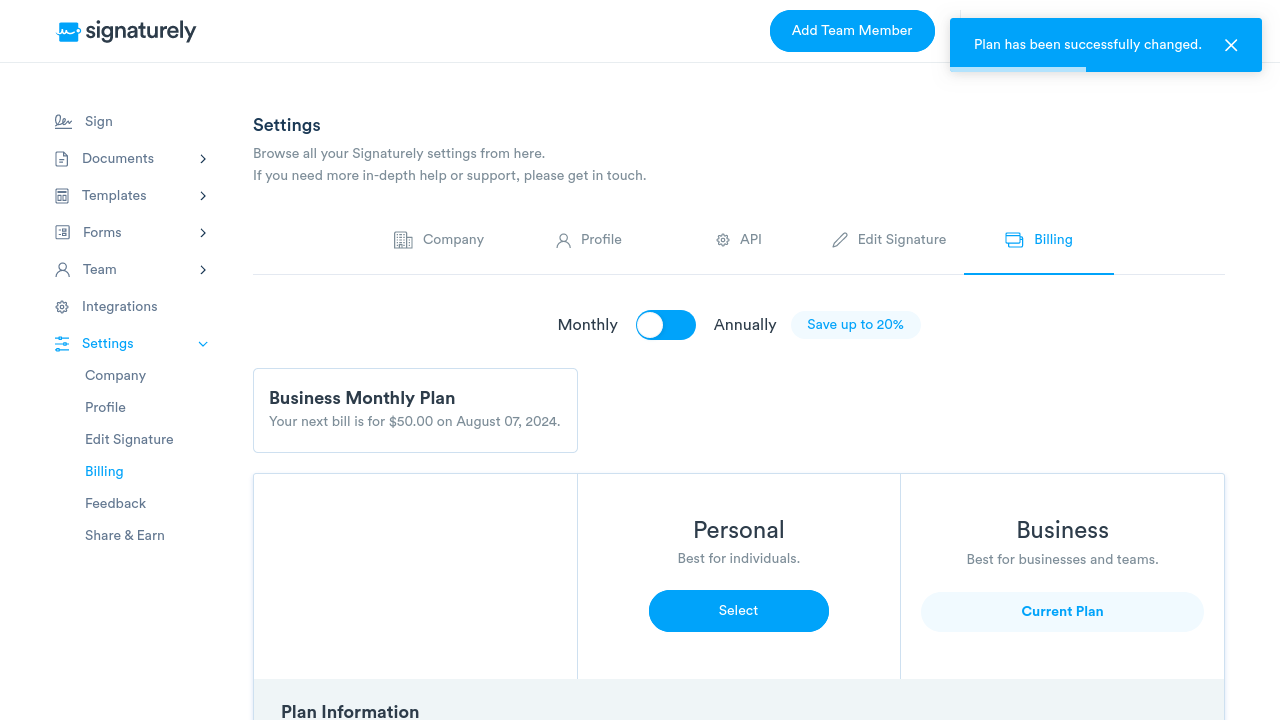 signaturely
Add Team Member
Plan has been successfully changed.
Sign
Documents
Templates
Forms
Team
Integrations
Settings
Company
Profile
Edit Signature
Billing
Feedback
Share & Earn
Settings
Browse all your Signaturely settings from here.
If you need more in-depth help or support, please get in touch.
Company
Profile
API
Edit Signature
Billing
Monthly
Annually
Save up to 20%
Business Monthly Plan
Your next bill is for $50.00 on August 07, 2024.
Personal
Best for individuals.
Select
Business
Best for businesses and teams.
Current Plan
Plan Information